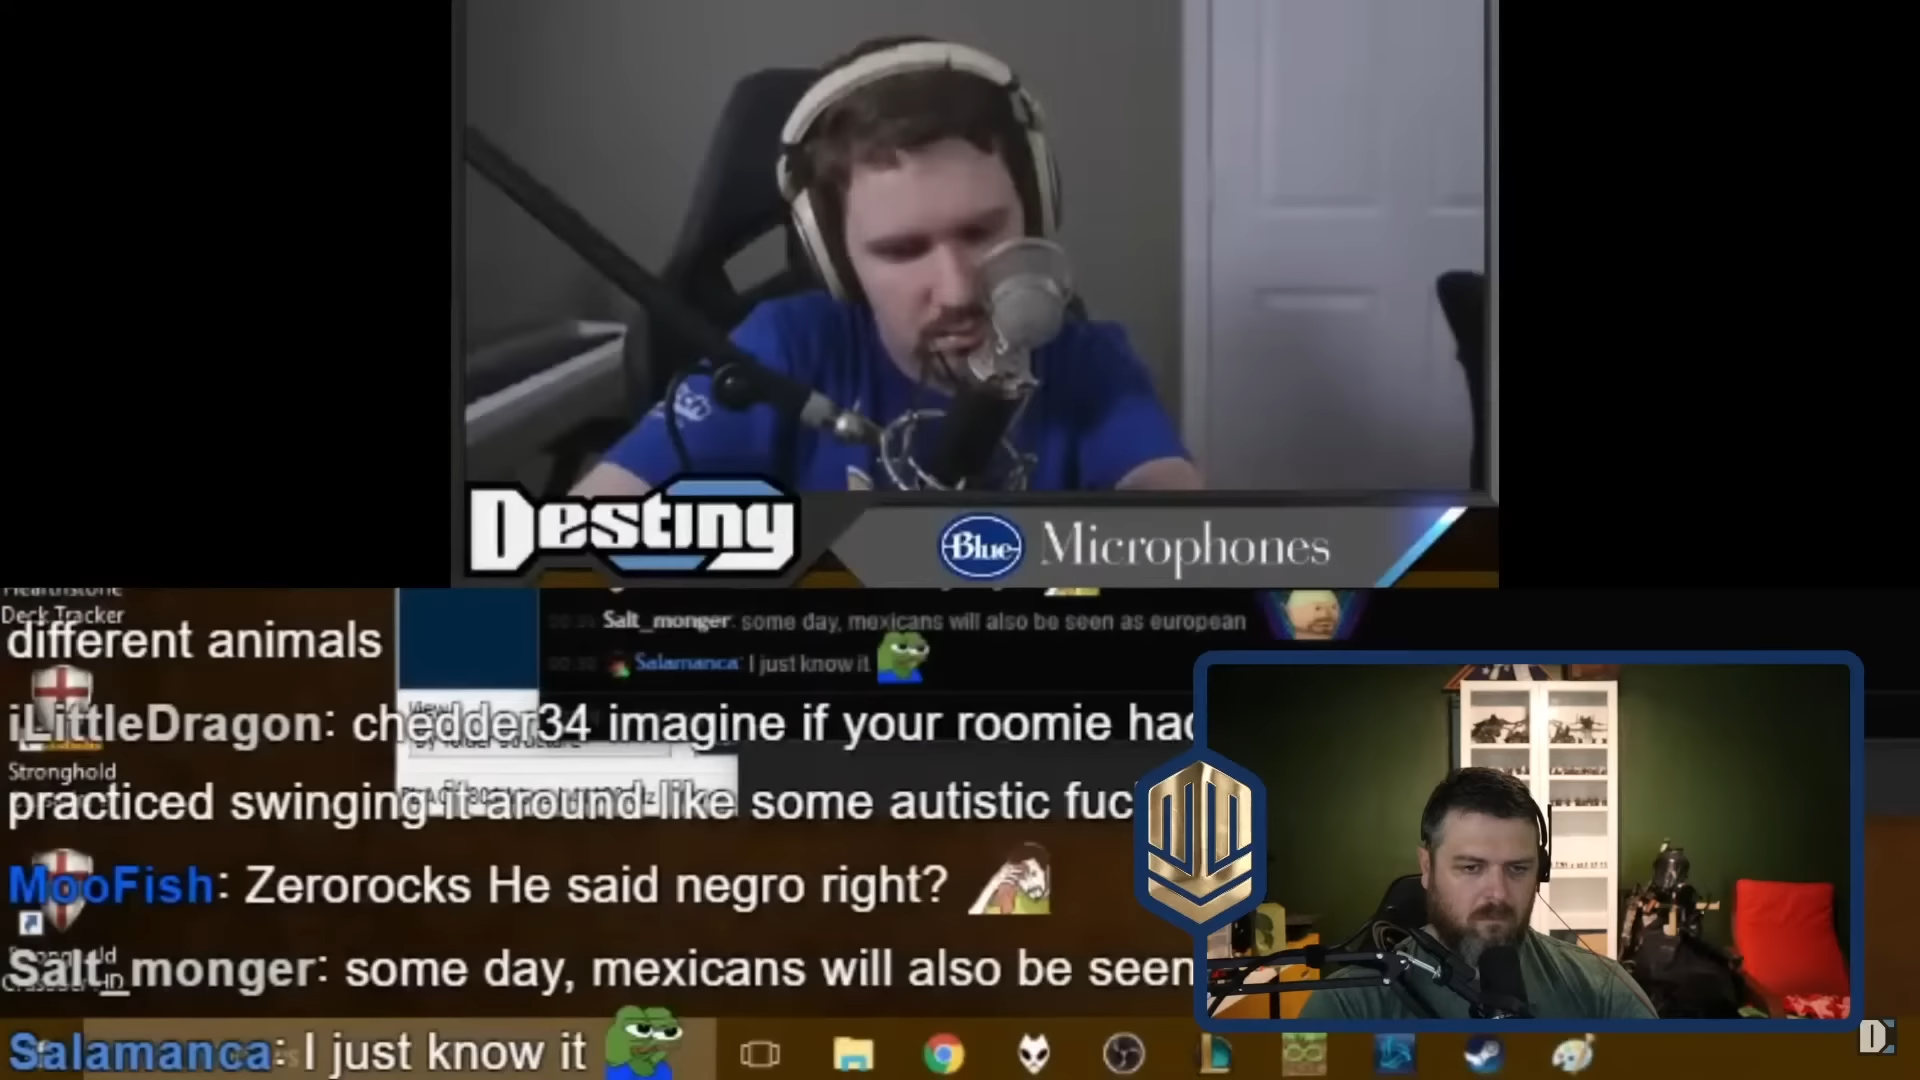 Destiny
Blue Microphones
Deck Tracker
different animals
Salt_monger: some day, mexicans will also be seen as european
Salamanca: I just know it
iLittleDragon: chedder34 imagine if your roomie had
Stronghold
practiced swinging it around like some autistic
MooFish: Zerorocks He said negro right?
Salt_monger: some day, mexicans will also be seen
Salamanca: I just know it
D.